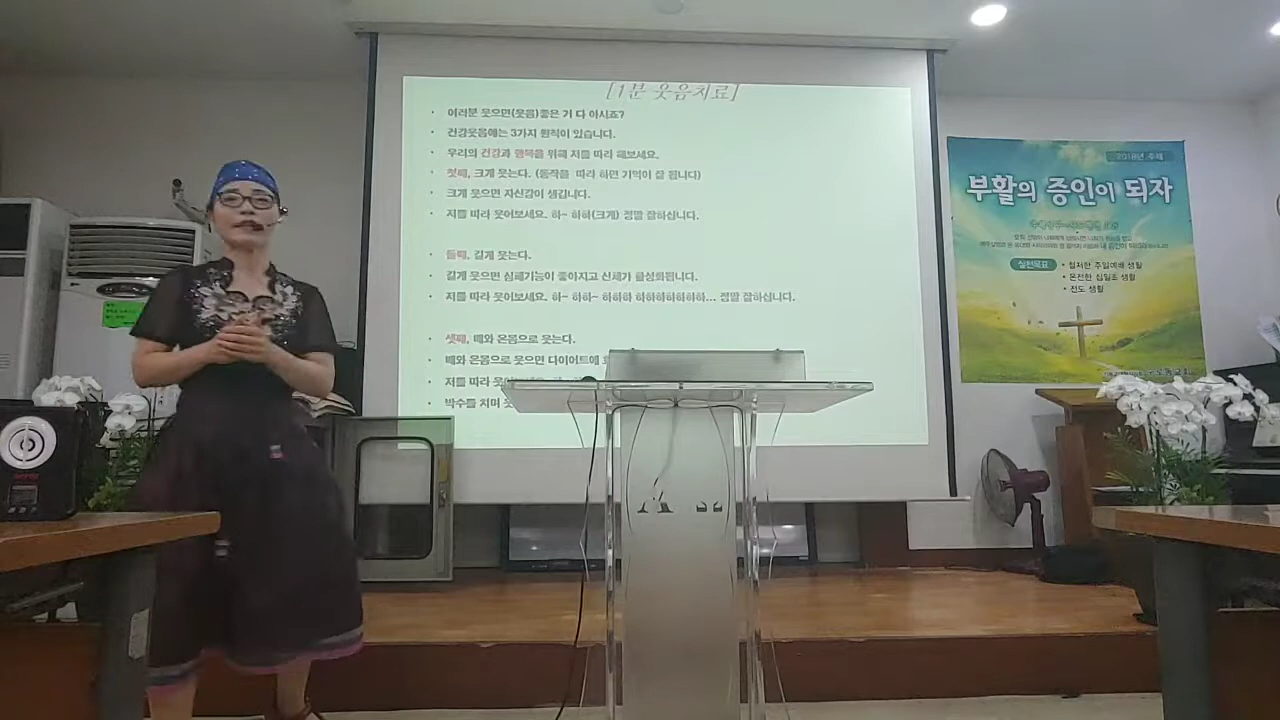 [1분 웃음치료]
• 여러분 웃으면(웃음)좋은 거 다 아시죠?
• 건강웃음에는 3가지 원칙이 있습니다.
• 우리의 건강과 행복을 위해 저를 따라 해보세요.
• 첫째, 크게 웃는다. (동작을 따라 하면 기억이 잘 됩니다)
• 크게 웃으면 자신감이 생깁니다.
• 저를 따라 웃어보세요. 하~ 하하(크게) 정말 잘하십니다.
• 둘째, 길게 웃는다.
• 길게 웃으면 심폐기능이 좋아지고 신체가 활성화됩니다.
• 저를 따라 웃어보세요. 하~ 하하~ 하하하 하하하하하하하... 정말 잘하십니다.
• 셋째, 배와 온몸으로 웃는다.
• 배와 온몸으로 웃으면 다이어트에
• 저를 따라
• 박수를 치며
2018년 주제
부활의 증인이 되자
실천목표
• 철저한 주일예배 생활
• 온전한 십일조 생활
• 전도 생활